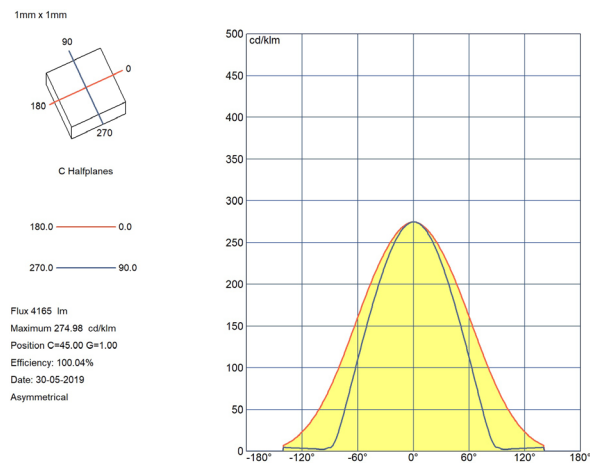 1mm x 1mm
90
0
180
270
C Halfplanes
180.0 0.0
270.0 90.0
Flux 4165 lm
Maximum 274.98 cd/klm
Position C=45.00 G=1.00
Efficiency: 100.04%
Date: 30-05-2019
Asymmetrical
500
cd/klm
450
400
350
300
250
200
150
100
50
0
-180° -120° -60° 0° 60° 120° 180°